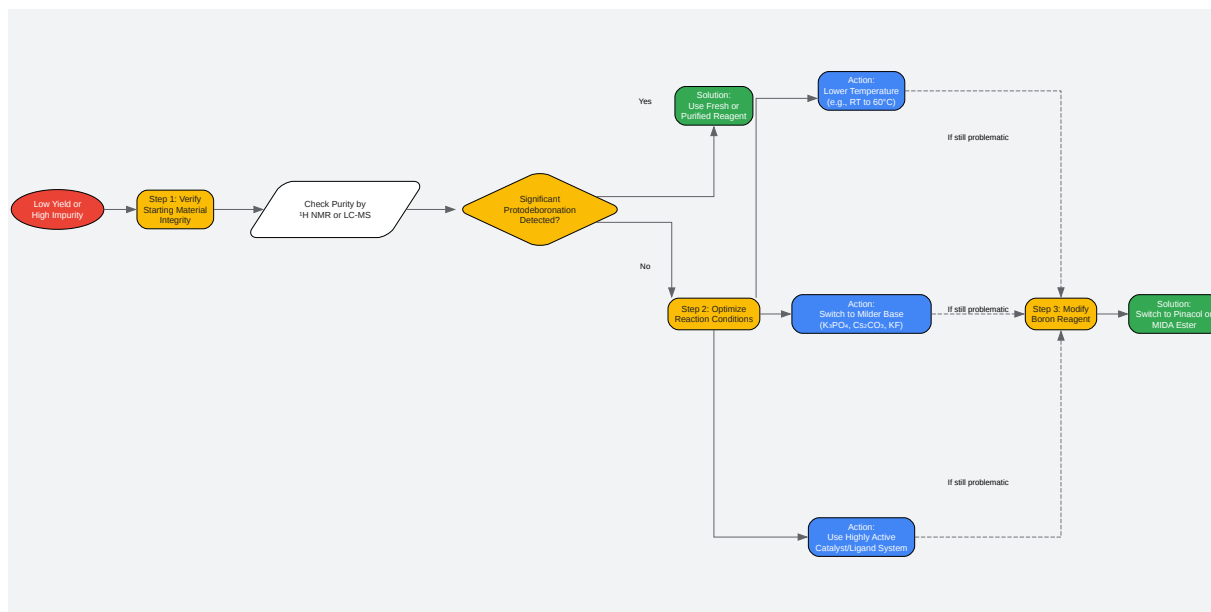 Low Yield or
High Impurity
Step 1: Verify
Starting Material
Integrity
Check Purity by
¹H NMR or LC-MS
Significant
Protodeboronation
Detected?
Yes
Solution:
Use Fresh or
Purified Reagent
No
Step 2: Optimize
Reaction Conditions
Action:
Lower Temperature
(e.g., RT to 60°C)
If still problematic
Action:
Switch to Milder Base
(K₃PO₄, Cs₂CO₃, KF)
If still problematic
Action:
Use Highly Active
Catalyst/Ligand System
If still problematic
Step 3: Modify
Boron Reagent
Solution:
Switch to Pinacol or
MIDA Ester